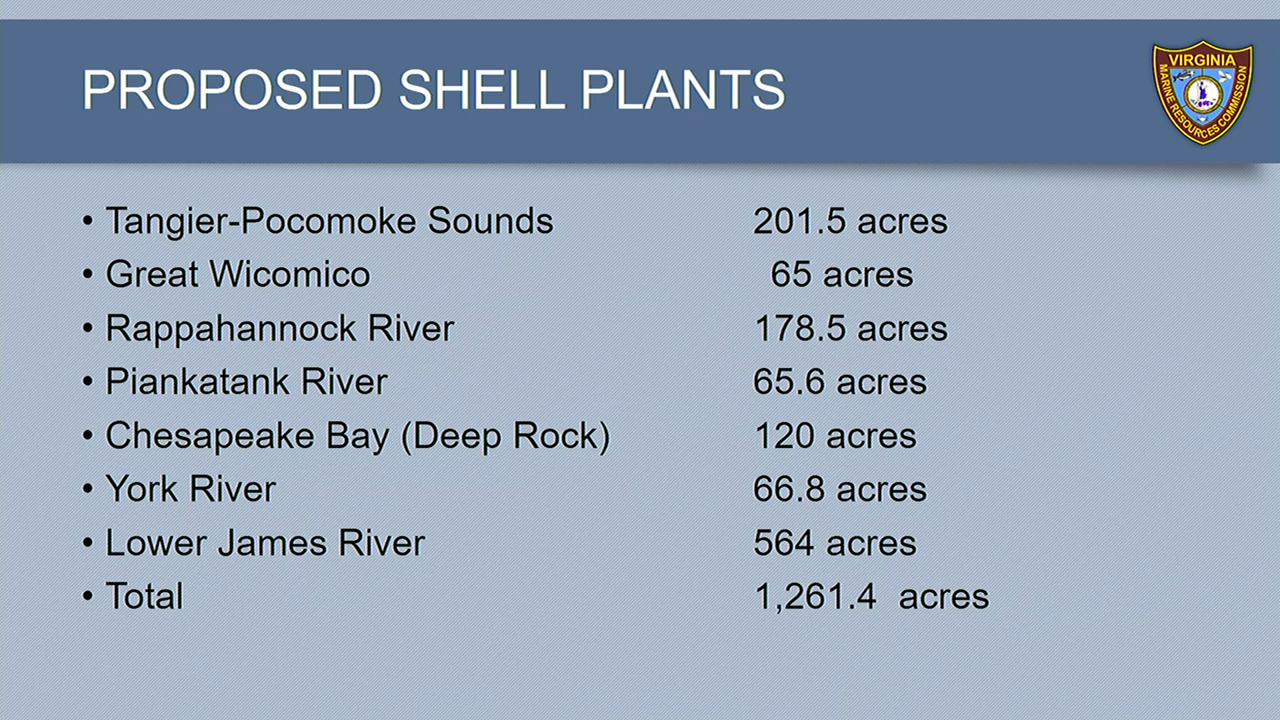 PROPOSED SHELL PLANTS
VIRGINIA
MARINE RESOURCES COMMISSION
• Tangier-Pocomoke Sounds 201.5 acres
• Great Wicomico 65 acres
• Rappahannock River 178.5 acres
• Piankatank River 65.6 acres
• Chesapeake Bay (Deep Rock) 120 acres
• York River 66.8 acres
• Lower James River 564 acres
• Total 1,261.4 acres